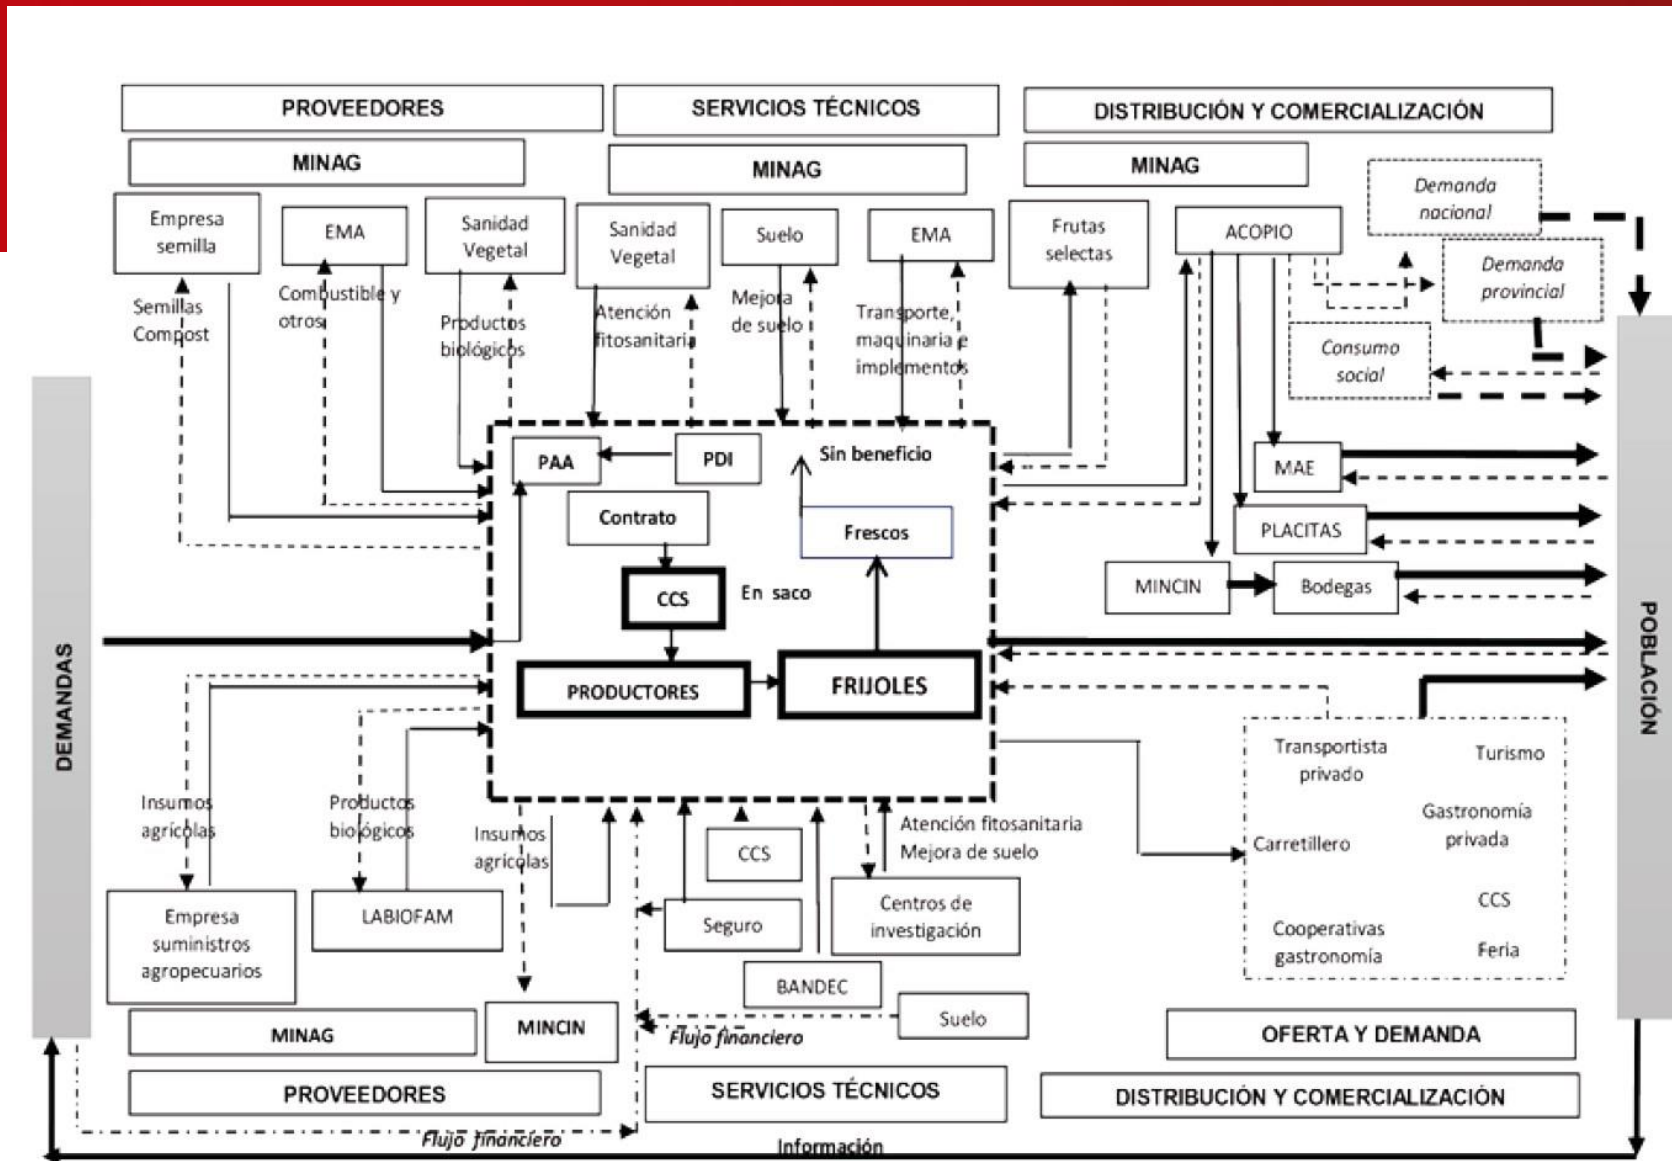 PROVEEDORES
SERVICIOS TÉCNICOS
DISTRIBUCIÓN Y COMERCIALIZACIÓN
MINAG
MINAG
MINAG
Empresa
semilla
EMA
Sanidad
Vegetal
Sanidad
Vegetal
Suelo
EMA
Frutas
selectas
ACOPIO
Demanda
nacional
Demanda
provincial
Consumo
social
Semillas
Compost
Combustible y
otros
Productos
biológicos
Atención
fitosanitaria
Mejora
de suelo
Transporte,
maquinaria e
implementos
PAA
PDI
Sin beneficio
Contrato
Frescos
CCS
En saco
PRODUCTORES
FRIJOLES
MAE
PLACITAS
MINCIN
Bodegas
DEMANDAS
POBLACIÓN
Insumos
agrícolas
Productos
biológicos
Insumos
agrícolas
CCS
Atención fitosanitaria
Mejora de suelo
Transportista
privado
Turismo
Gastronomía
privada
Carretillero
CCS
Cooperativas
gastronomía
Feria
Empresa
suministros
agropecuarios
LABIOFAM
Seguro
Centros de
investigación
BANDEC
Suelo
MINAG
MINCIN
Flujo financiero
OFERTA Y DEMANDA
PROVEEDORES
SERVICIOS TÉCNICOS
DISTRIBUCIÓN Y COMERCIALIZACIÓN
Flujo financiero
Información